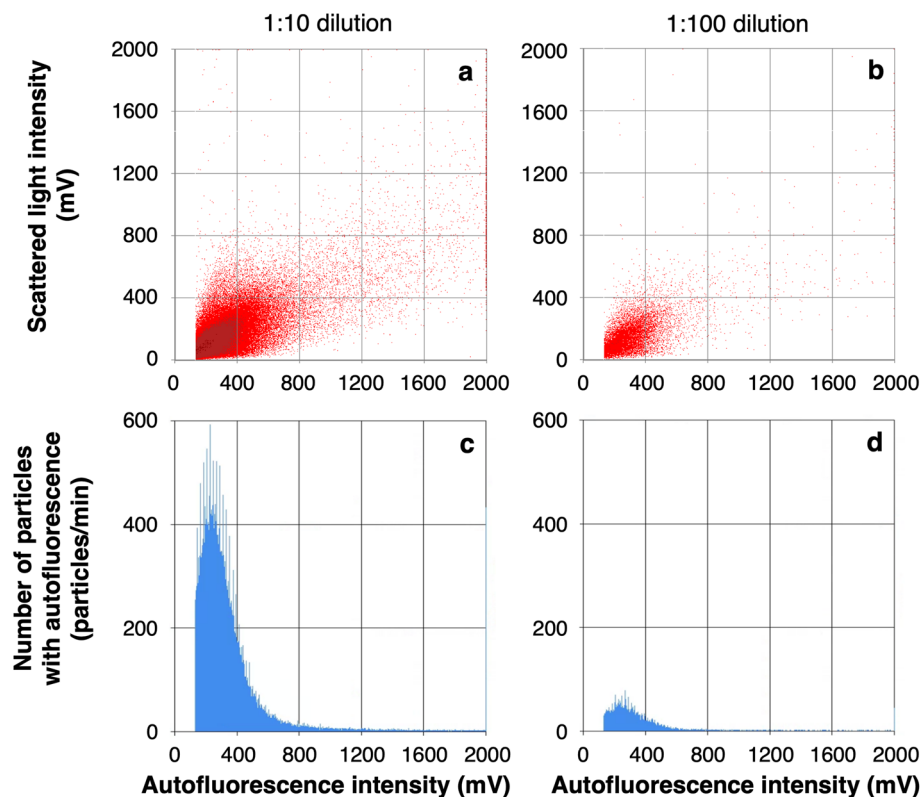 1:10 dilution
1:100 dilution
Scattered light intensity
(mV)
2000
1600
1200
800
400
0
a
0 400 800 1200 1600 2000
2000
1600
1200
800
400
0
b
0 400 800 1200 1600 2000
Number of particles
with autofluorescence
(particles/min)
600
400
200
0
c
0 400 800 1200 1600 2000
Autofluorescence intensity (mV)
600
400
200
0
d
0 400 800 1200 1600 2000
Autofluorescence intensity (mV)